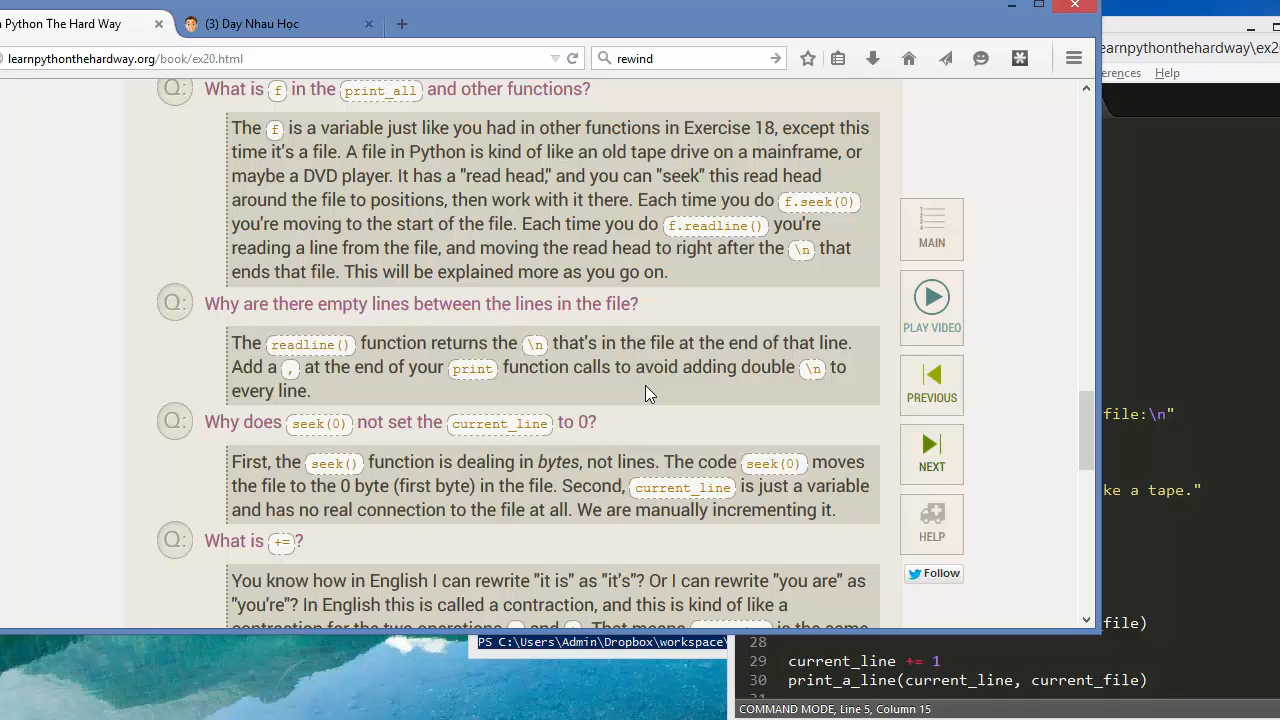 n Python The Hard Way
(3) Day Nhau Học
learnpythonthehardway.org/book/ex20.html
rewind
earnpythonthehardway\ex2
erences Help
Q: What is f in the print_all and other functions?
The f is a variable just like you had in other functions in Exercise 18, except this
time it's a file. A file in Python is kind of like an old tape drive on a mainframe, or
maybe a DVD player. It has a "read head," and you can "seek" this read head
around the file to positions, then work with it there. Each time you do f.seek(0)
you're moving to the start of the file. Each time you do f.readline() you're
reading a line from the file, and moving the read head to right after the \n that
ends that file. This will be explained more as you go on.
Q: Why are there empty lines between the lines in the file?
The readline() function returns the \n that's in the file at the end of that line.
Add a , at the end of your print function calls to avoid adding double \n to
every line.
Q: Why does seek(0) not set the current_line to 0?
First, the seek() function is dealing in bytes, not lines. The code seek(0) moves
the file to the 0 byte (first byte) in the file. Second, current_line is just a variable
and has no real connection to the file at all. We are manually incrementing it.
Q: What is +=?
You know how in English I can rewrite "it is" as "it's"? Or I can rewrite "you are" as
"you're"? In English this is called a contraction, and this is kind of like a
MAIN
PLAY VIDEO
PREVIOUS
NEXT
HELP
Follow
file:\n"
ke a tape."
file)
PS C:\Users\Admin\Dropbox\workspace\
28
29 current_line += 1
30 print_a_line(current_line, current_file)
COMMAND MODE, Line 5, Column 15